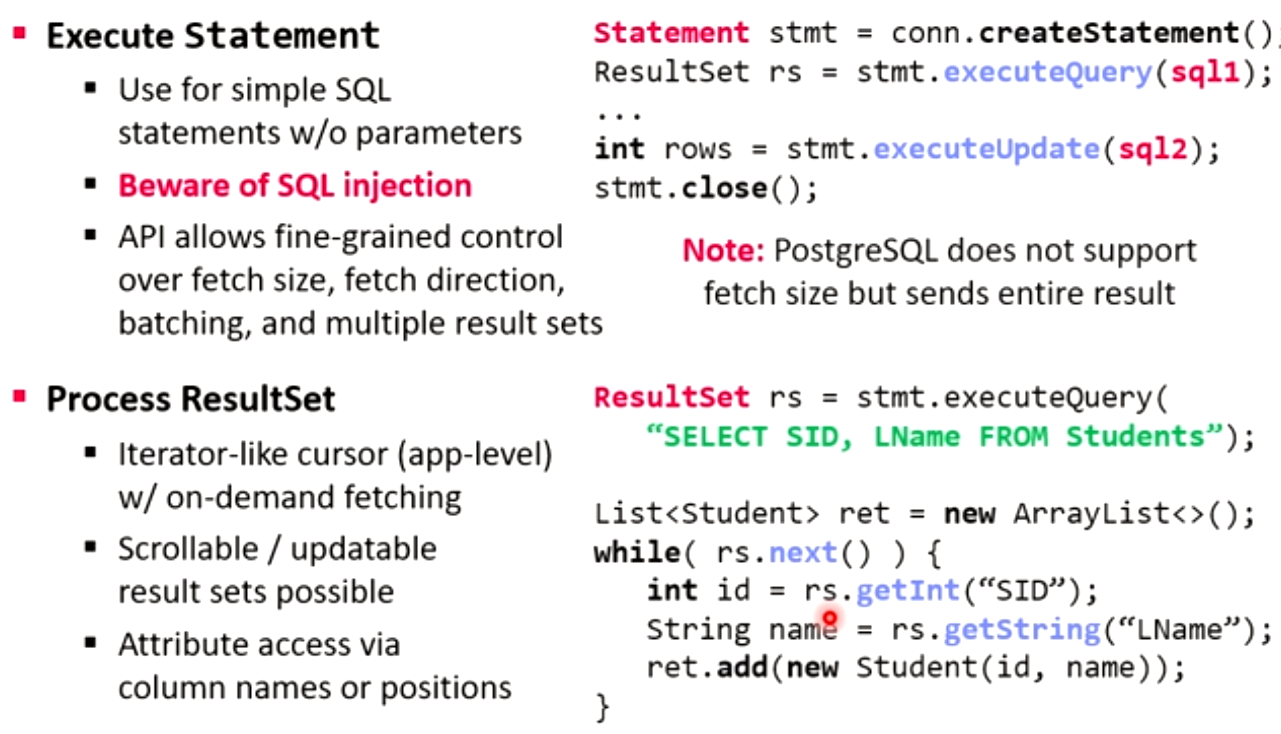 ▪ Execute Statement
▪ Use for simple SQL
statements w/o parameters
▪ Beware of SQL injection
▪ API allows fine-grained control
over fetch size, fetch direction,
batching, and multiple result sets
Statement stmt = conn.createStatement();
ResultSet rs = stmt.executeQuery(sql1);
...
int rows = stmt.executeUpdate(sql2);
stmt.close();
Note: PostgreSQL does not support
fetch size but sends entire result
▪ Process ResultSet
▪ Iterator-like cursor (app-level)
w/ on-demand fetching
▪ Scrollable / updatable
result sets possible
▪ Attribute access via
column names or positions
ResultSet rs = stmt.executeQuery(
“SELECT SID, LName FROM Students”);
List<Student> ret = new ArrayList<>();
while( rs.next() ) {
int id = rs.getInt(“SID”);
String name = rs.getString(“LName”);
ret.add(new Student(id, name));
}